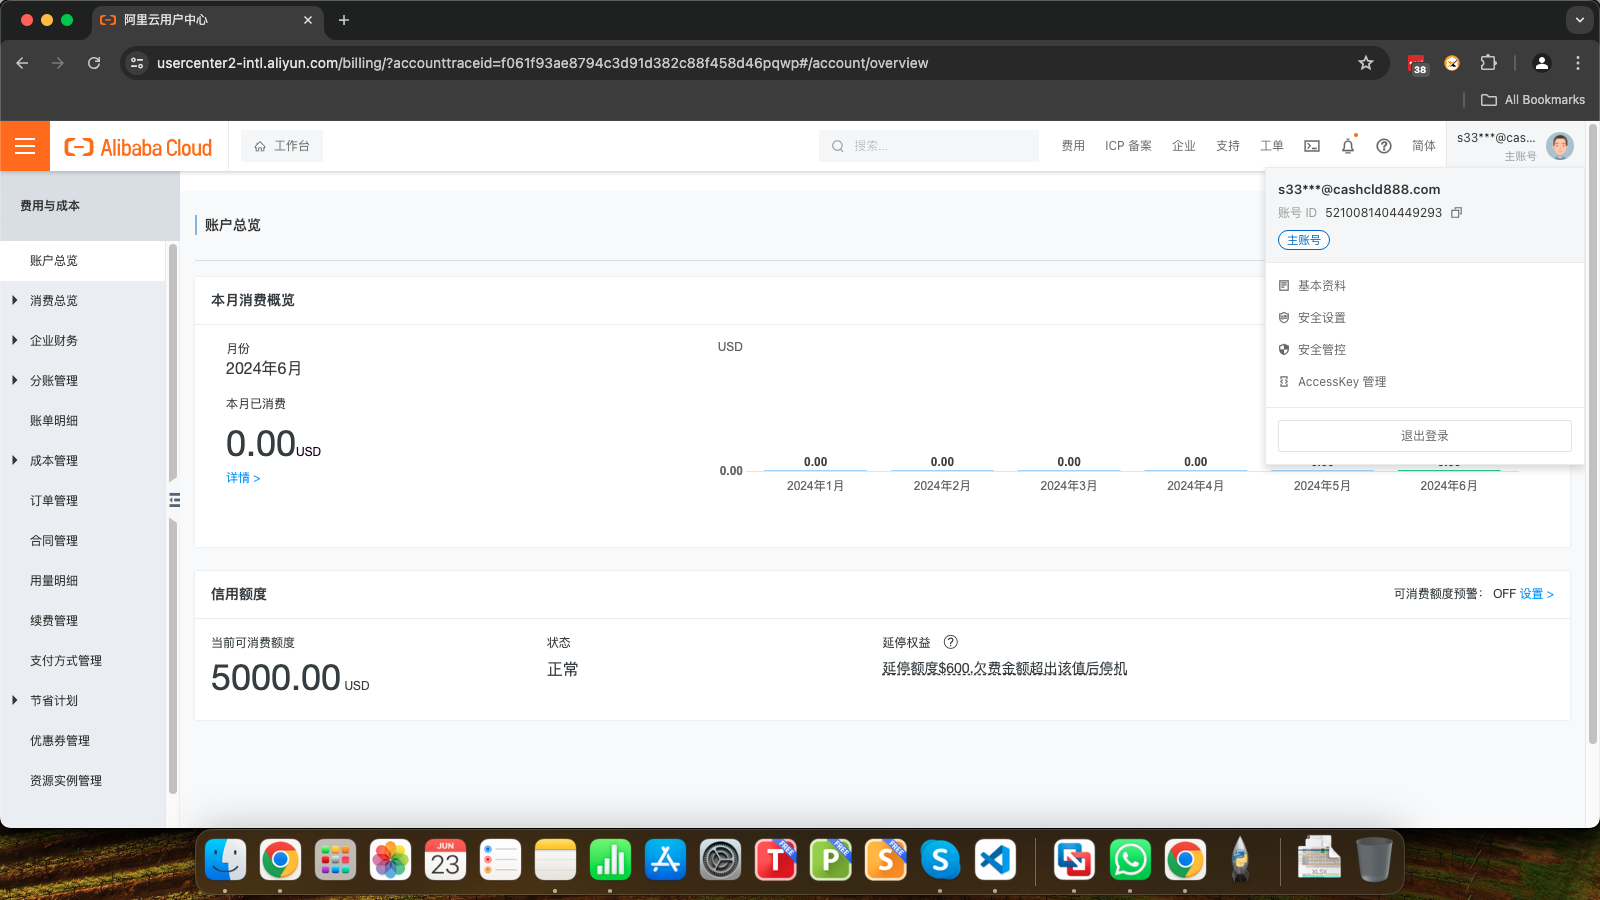 阿里云用户中心
usercenter2-intl.aliyun.com/billing/?accounttraceid=f061f93ae8794c3d91d382c88f458d46pqwp#/account/overview
38
All Bookmarks
Alibaba Cloud
工作台
搜索...
费用
ICP 备案
企业
支持
工单
简体
s33***@cas...
主账号
s33***@cashcld888.com
账号 ID 5210081404449293
主账号
基本资料
安全设置
安全管控
AccessKey 管理
退出登录
费用与成本
账户总览
消费总览
企业财务
分账管理
账单明细
成本管理
订单管理
合同管理
用量明细
续费管理
支付方式管理
节省计划
优惠券管理
资源实例管理
账户总览
本月消费概览
月份
2024年6月
本月已消费
0.00USD
详情 >
USD
0.00
0.00 0.00 0.00 0.00
2024年1月 2024年2月 2024年3月 2024年4月 2024年5月 2024年6月
信用额度
可消费额度预警： OFF 设置 >
当前可消费额度
5000.00 USD
状态
正常
延停权益
延停额度$600,欠费金额超出该值后停机
JUN
23
T FREE
P FREE
S FREE
S
XLSX